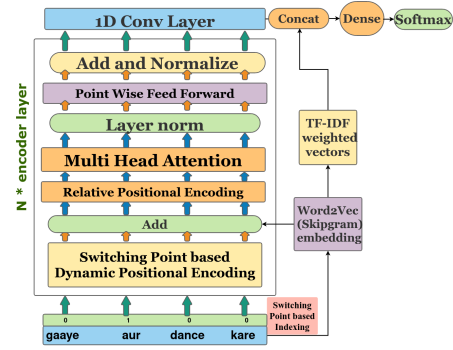 1D Conv Layer
Concat
Dense
Softmax
Add and Normalize
Point Wise Feed Forward
Layer norm
Multi Head Attention
Relative Positional Encoding
Add
Switching Point based
Dynamic Positional Encoding
N * encoder layer
TF-IDF
weighted
vectors
Word2Vec
(Skipgram)
embedding
Switching
Point based
Indexing
0 1 0 0
gaaye aur dance kare